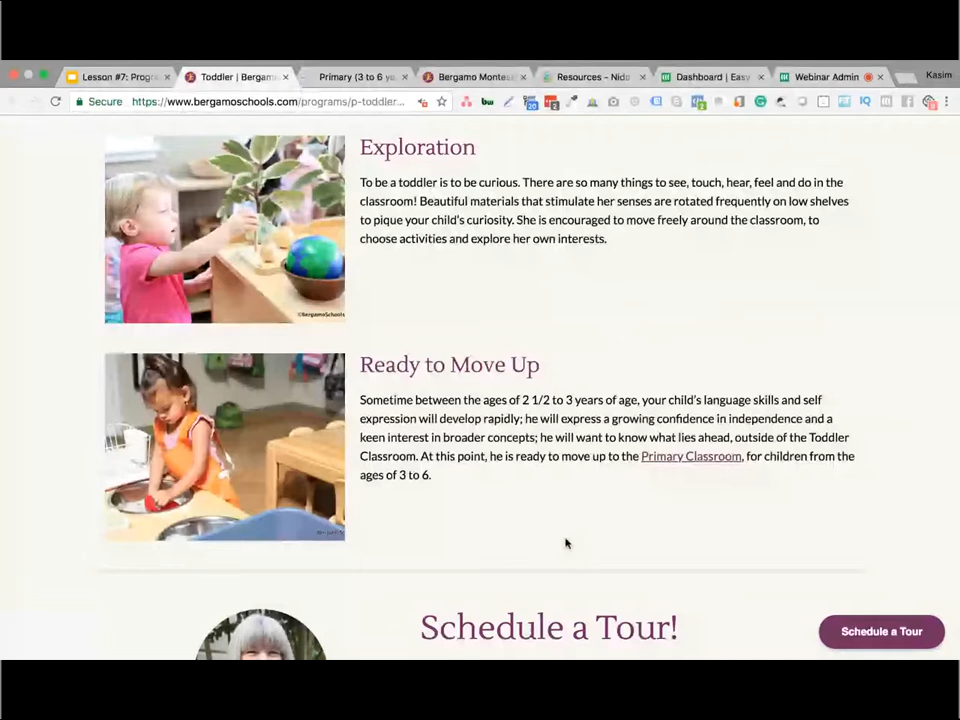 Lesson #7: Progr
Toddler | Bergam
Primary (3 to 6 ye
Bergamo Montes
Resources - Nido
Dashboard | Easy
Webinar Admin
Kasim
Secure
https://www.bergamoschools.com/programs/p-toddler...
Exploration
To be a toddler is to be curious. There are so many things to see, touch, hear, feel and do in the
classroom! Beautiful materials that stimulate her senses are rotated frequently on low shelves
to pique your child's curiosity. She is encouraged to move freely around the classroom, to
choose activities and explore her own interests.
©BergamoSchools
Ready to Move Up
Sometime between the ages of 2 1/2 to 3 years of age, your child's language skills and self
expression will develop rapidly; he will express a growing confidence in independence and a
keen interest in broader concepts; he will want to know what lies ahead, outside of the Toddler
Classroom. At this point, he is ready to move up to the Primary Classroom, for children from the
ages of 3 to 6.
Schedule a Tour!
Schedule a Tour